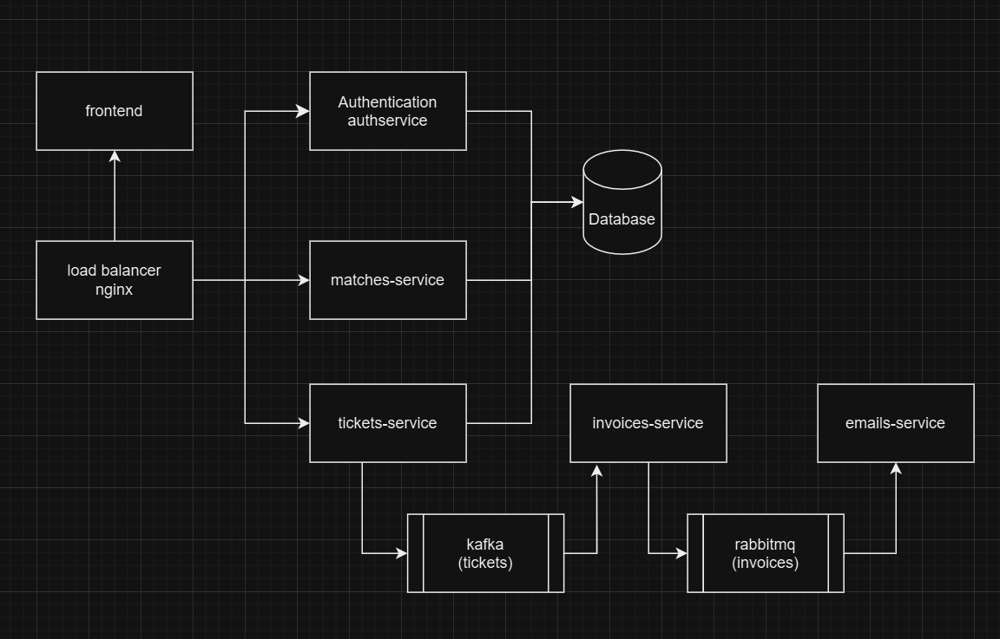 frontend
Authentication
authservice
Database
load balancer
nginx
matches-service
tickets-service
invoices-service
emails-service
kafka
(tickets)
rabbitmq
(invoices)